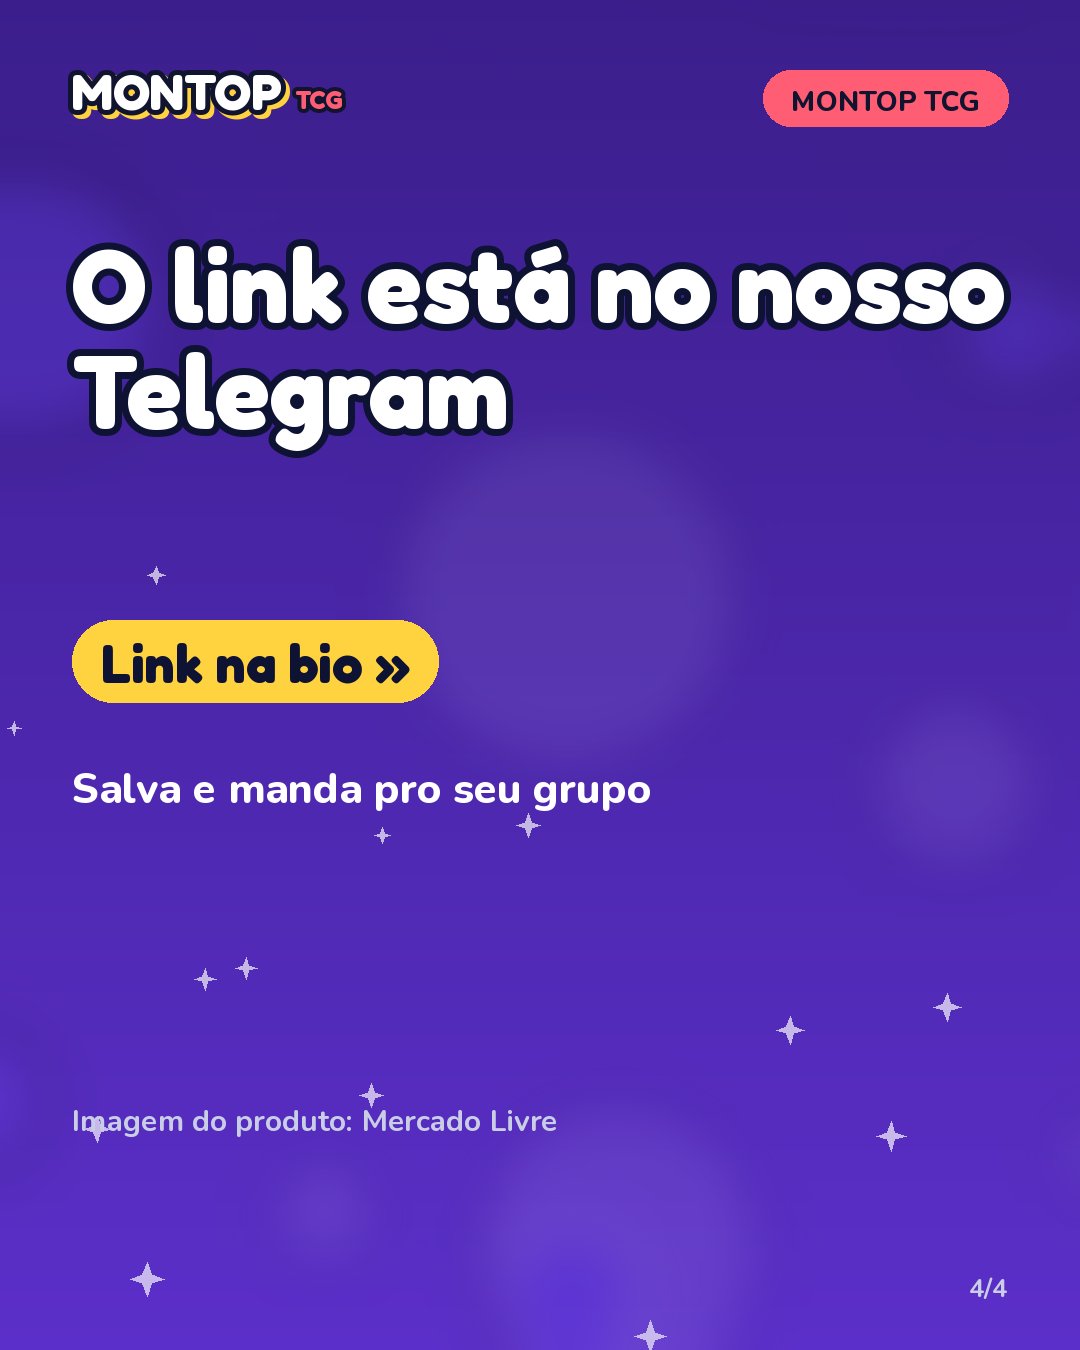 MONTOP TCG
MONTOP TCG
O link está no nosso
Telegram
Link na bio »
Salva e manda pro seu grupo
Imagem do produto: Mercado Livre
4/4